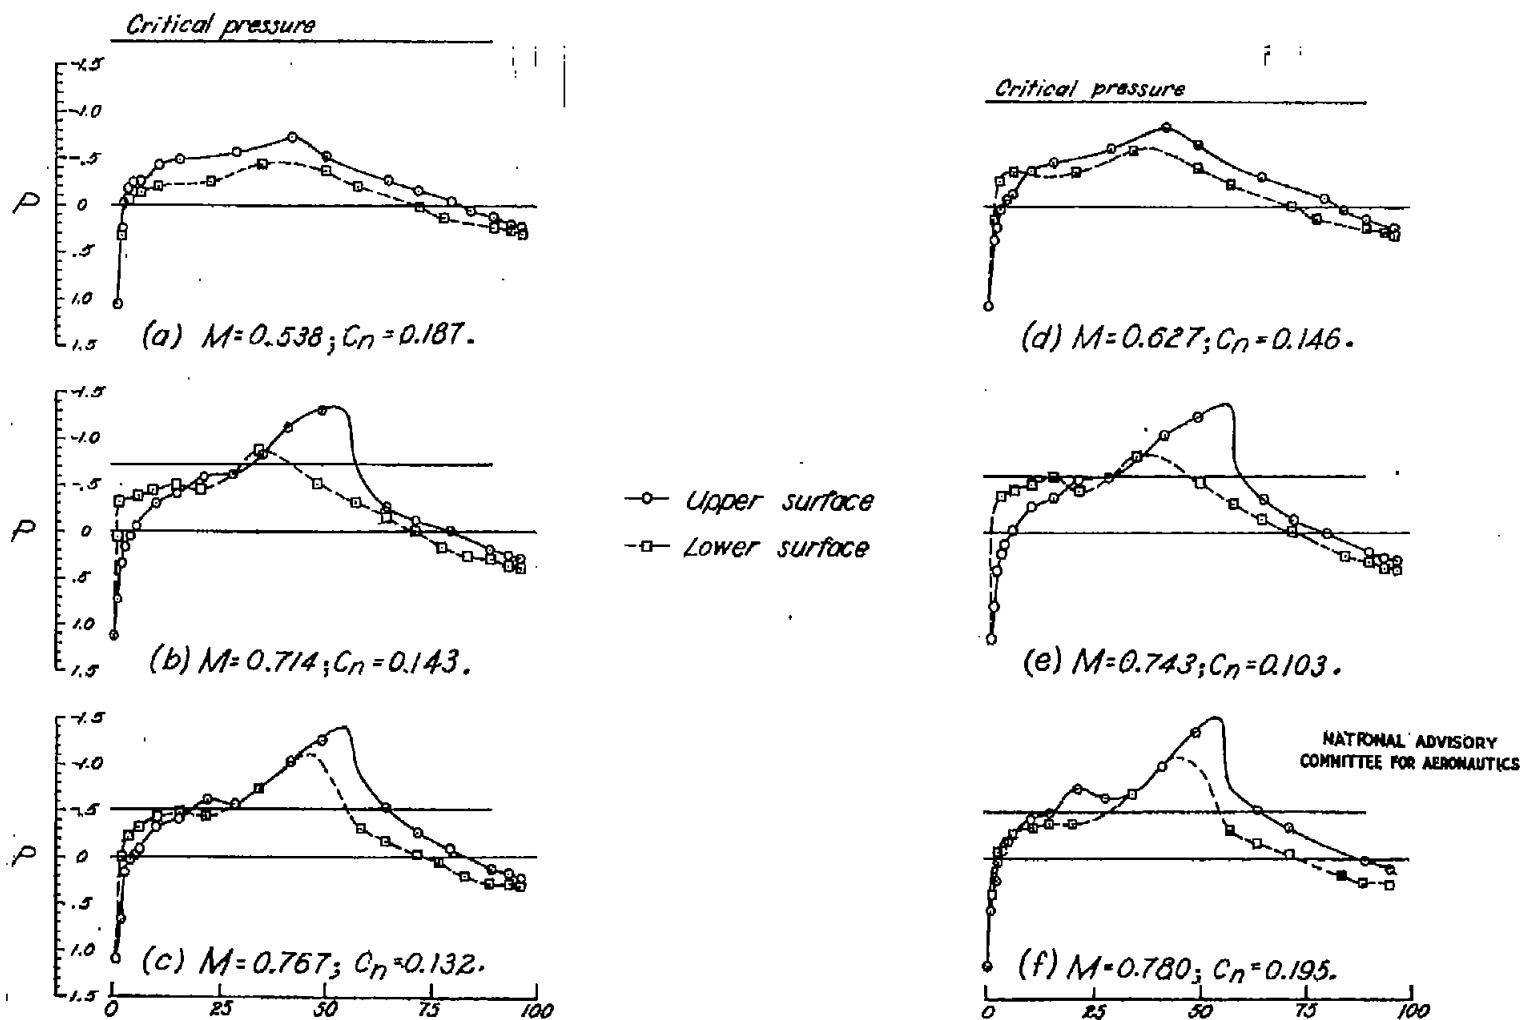 Critical pressure
-1.5
-1.0
-.5
P
0
.5
1.0
1.5
(a) M=0.538; Cn=0.187.
Critical pressure
(d) M=0.627; Cn=0.146.
-1.5
-1.0
-.5
P
0
.5
1.0
1.5
(b) M=0.714; Cn=0.143.
Upper surface
Lower surface
(e) M=0.743; Cn=0.103.
-1.5
-1.0
-.5
P
0
.5
1.0
1.5
(c) M=0.767; Cn=0.132.
0 25 50 75 100
NATIONAL ADVISORY
COMMITTEE FOR AERONAUTICS
(f) M=0.780; Cn=0.195.
0 25 50 75 100